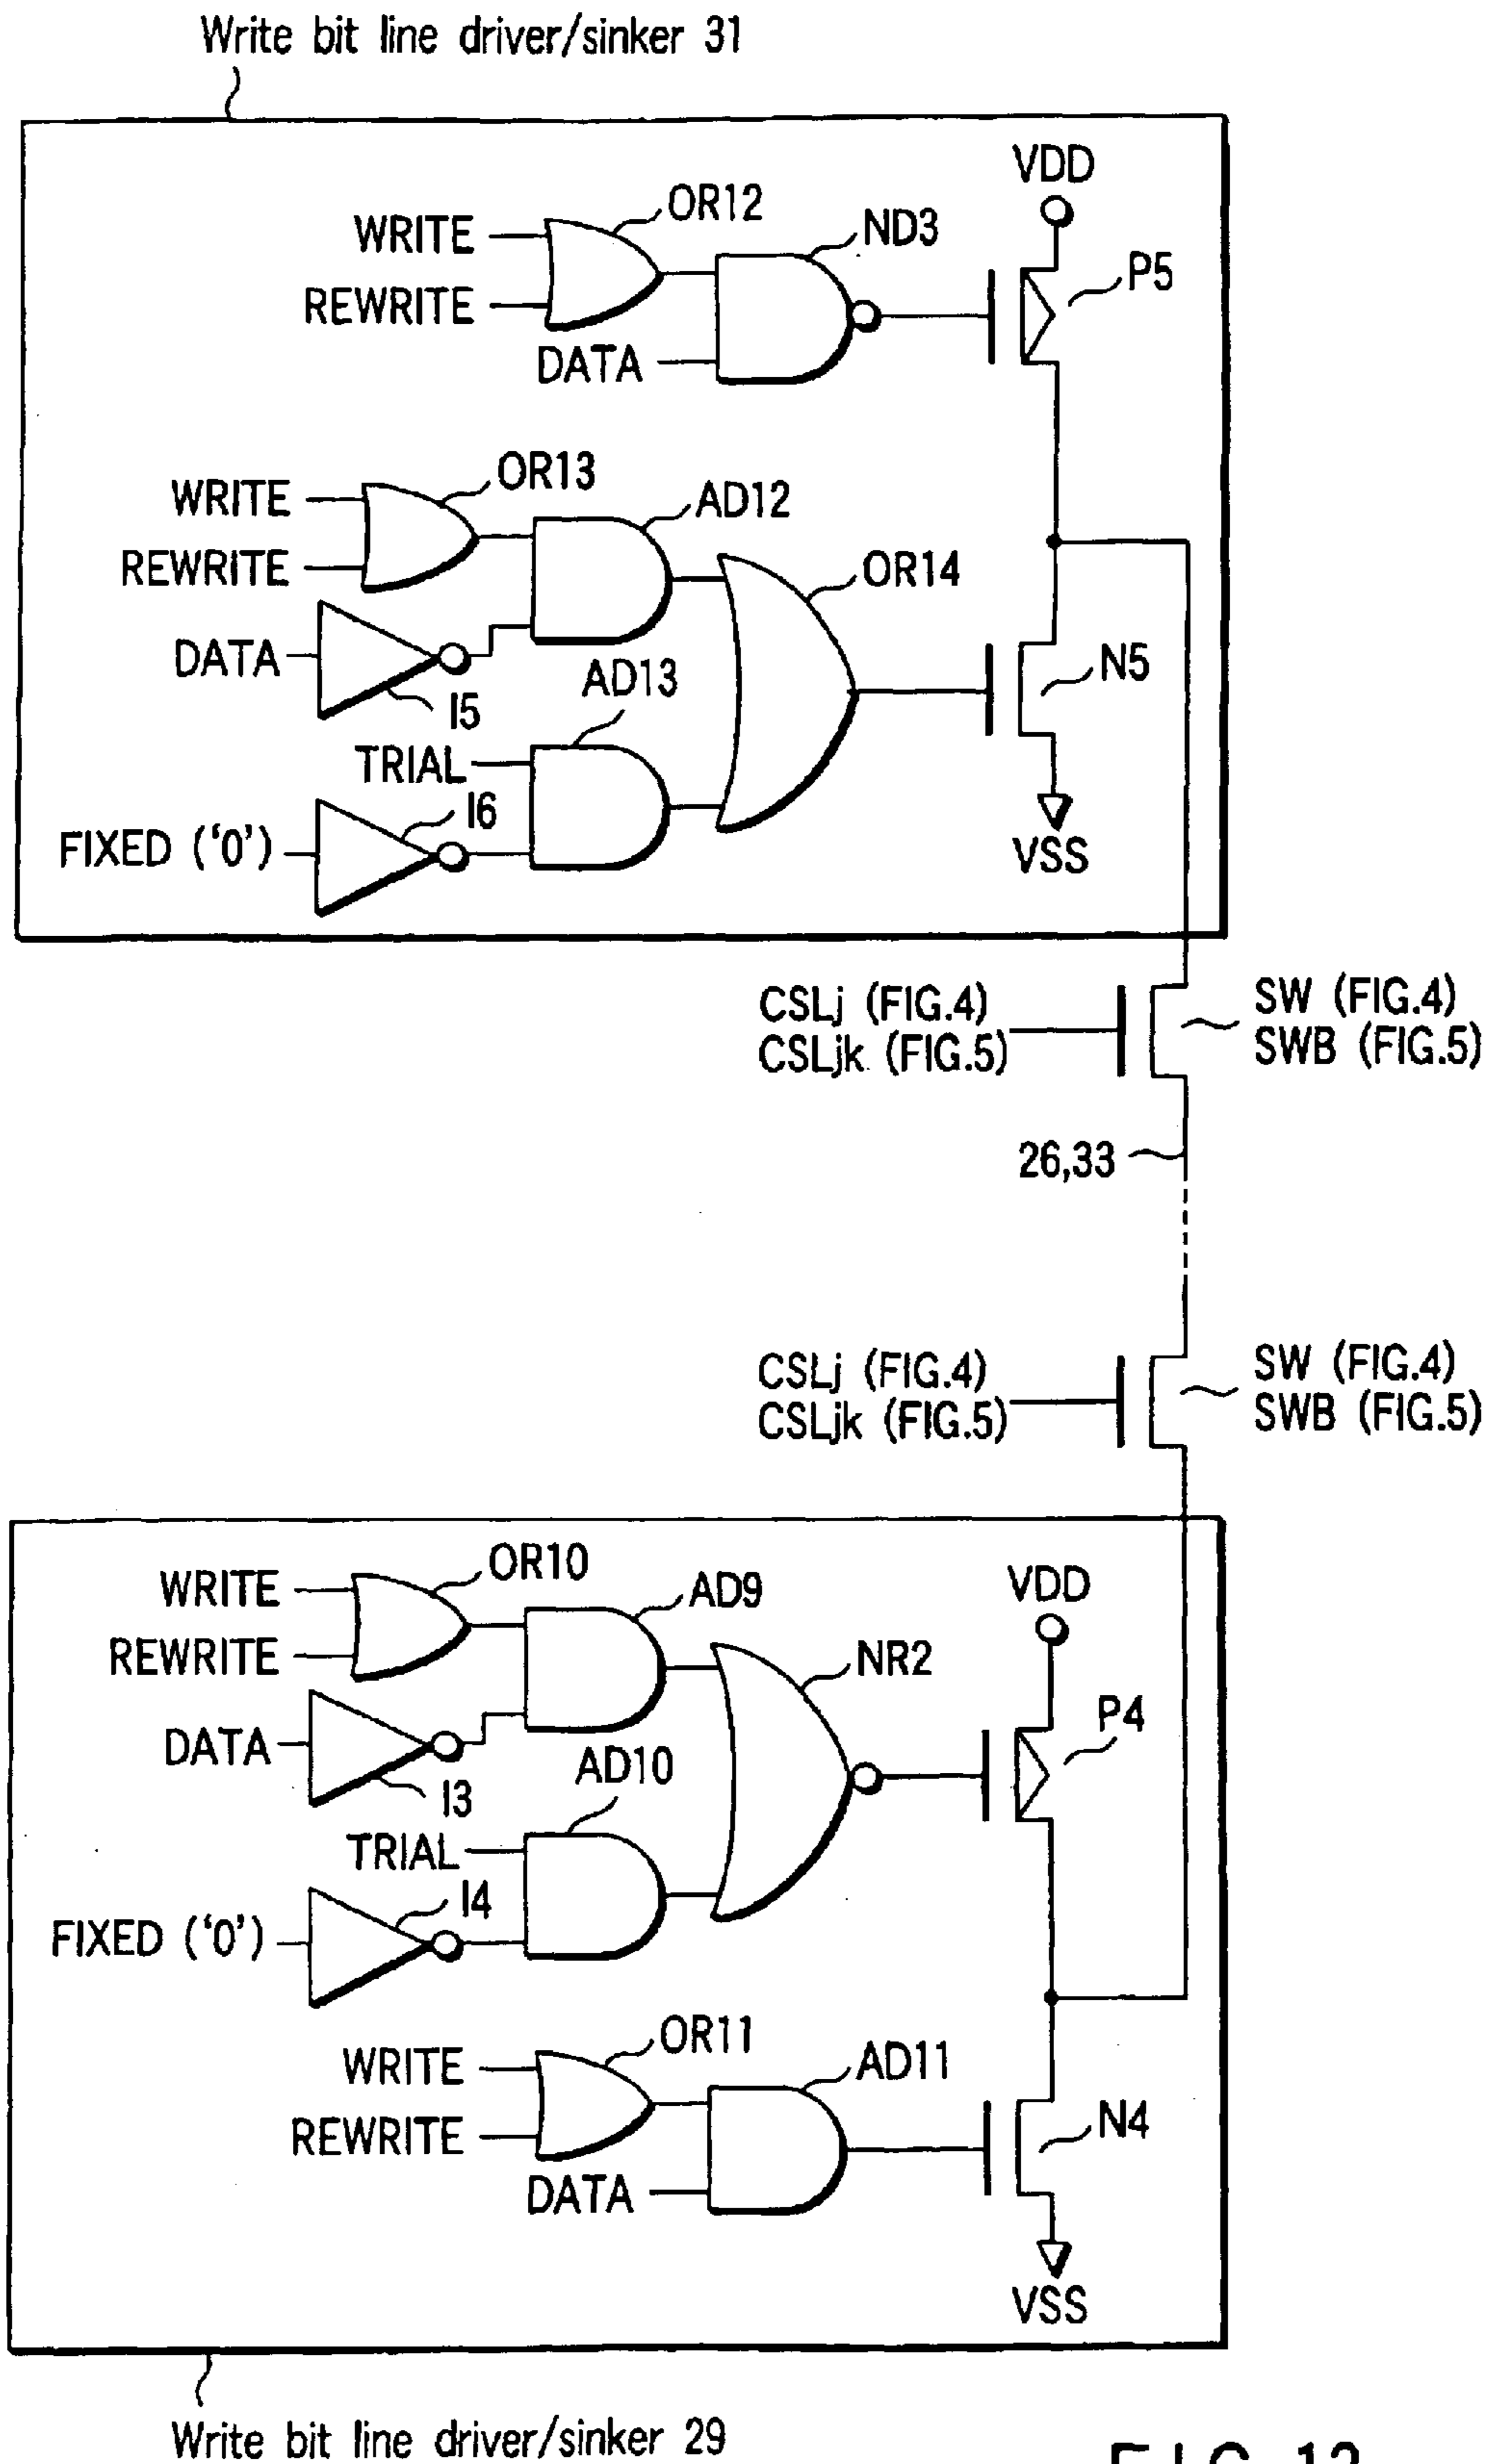 Write bit line driver/sinker 31
VDD
OR12
ND3
WRITE
REWRITE
DATA
P5
OR13
AD12
WRITE
REWRITE
OR14
DATA
I5
AD13
N5
TRIAL
I6
FIXED ('0')
VSS
CSLj (FIG.4)
CSLjk (FIG.5)
SW (FIG.4)
SWB (FIG.5)
26,33
CSLj (FIG.4)
CSLjk (FIG.5)
SW (FIG.4)
SWB (FIG.5)
OR10
AD9
VDD
WRITE
REWRITE
NR2
DATA
I3
AD10
P4
TRIAL
I4
FIXED ('0')
OR11
AD11
WRITE
REWRITE
DATA
N4
VSS
Write bit line driver/sinker 29